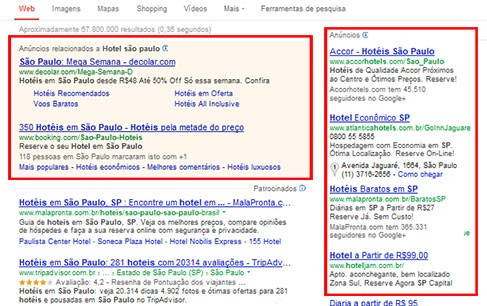 Web Imagens Mapas Shopping Vídeos Mais Ferramentas de pesquisa
Aproximadamente 67.800.000 resultados (0,36 segundos)
Anúncios relacionados a Hotel são paulo
São Paulo: Mega Semana - decolar.com
www.decolar.com/Mega-Semana-D
Hotéis em São Paulo desde R$48 Até 50% Off Só essa semana. Confira
Hotéis Recomendados Hotéis em Oferta
Voos Baratos Hotéis All Inclusive
350 Hotéis em São Paulo - Hotéis pela metade do preço
www.booking.com/Sao-Paulo-Hoteis
Reserve o seu Hotel em São Paulo
118 pessoas em São Paulo marcaram isto com +1
Mais populares - Hotéis econômicos - Melhores comentários - Hotéis luxuosos
Patrocinados
Hotéis em São Paulo, SP : Encontre um hotel em ... - MalaPronta.c...
www.malapronta.com.br/hoteis/sao-paulo-sao-paulo-brasil
Guia de hotéis em São Paulo, SP. Veja os melhores preços, compare opiniões
de hóspedes e faça a sua reserva online com segurança e privacidade.
Paulista Center Hotel - Soneca Plaza Hotel - Hotel Nobilis Express - 155 Hotel
Hotéis em São Paulo: 281 hotéis com 20314 avaliações - TripAdvisor
www.tripadvisor.com.br › ... › Estado de São Paulo (SP) › São Paulo
Avaliação: 4,2 - Resenha de Pontuação dos viajantes ...
Hotéis em São Paulo: veja 20.314 dicas 4.902 fotos e ótimas ofertas para 281
hotéis e pousadas em São Paulo no TripAdvisor.
Anúncios
Accor - Hotéis São Paulo
www.accorhotels.com/Sao_Paulo
Hotéis de Qualidade Accor Próximos
ao Centro e Ótimos Preços. Reserve!
Accorhotels.com tem 45.510
seguidores no Google+
Hotel Econômico SP
www.atlanticahotels.com.br/GoInnJaguare
0800 55 5855
Hospedagem com Economia em SP.
Ótima Localização. Reserve On-Line!
Avenida Jaguaré, 1664, São Paulo
(11) 3716-2656 - Como chegar
Hotéis Baratos em SP
www.malapronta.com.br/BaratosSP
Diárias em SP A Partir de R$27
Reserve Já. Sem Custo!
MalaPronta.com tem 365.331
seguidores no Google+
Hotel a Partir de R$99,00
www.hoteljn.com.br/
Apto. aconchegante, bem localizado
Zona Sul, Reserve Agora SP Capital
Diária a partir R$ 95